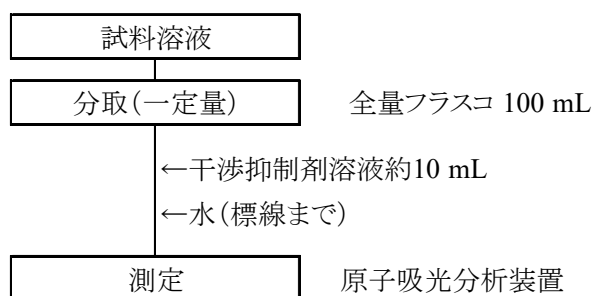 試料溶液
分取(一定量) 全量フラスコ 100 mL
←干渉抑制剤溶液約10 mL
←水(標線まで)
測定 原子吸光分析装置